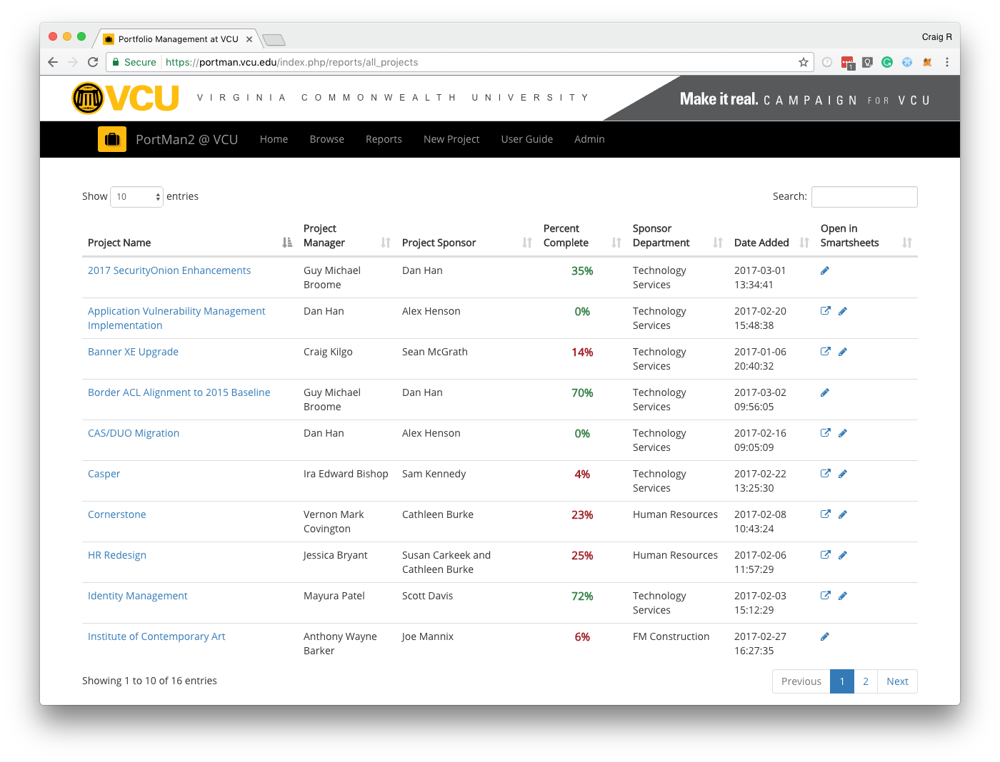 Portfolio Management at VCU
Craig R
Secure
https://portman.vcu.edu/index.php/reports/all_projects
1
VCU
VIRGINIA COMMONWEALTH UNIVERSITY
Make it real. CAMPAIGN FOR VCU
PortMan2 @ VCU Home Browse Reports New Project User Guide Admin
Show 10 entries
Search:
Project Name Project Manager Project Sponsor Percent Complete Sponsor Department Date Added Open in Smartsheets
2017 SecurityOnion Enhancements Guy Michael Broome Dan Han 35% Technology Services 2017-03-01 13:34:41
Application Vulnerability Management Implementation Dan Han Alex Henson 0% Technology Services 2017-02-20 15:48:38
Banner XE Upgrade Craig Kilgo Sean McGrath 14% Technology Services 2017-01-06 20:40:32
Border ACL Alignment to 2015 Baseline Guy Michael Broome Dan Han 70% Technology Services 2017-03-02 09:56:05
CAS/DUO Migration Dan Han Alex Henson 0% Technology Services 2017-02-16 09:05:09
Casper Ira Edward Bishop Sam Kennedy 4% Technology Services 2017-02-22 13:25:30
Cornerstone Vernon Mark Covington Cathleen Burke 23% Human Resources 2017-02-08 10:43:24
HR Redesign Jessica Bryant Susan Carkeek and Cathleen Burke 25% Human Resources 2017-02-06 11:57:29
Identity Management Mayura Patel Scott Davis 72% Technology Services 2017-02-03 15:12:29
Institute of Contemporary Art Anthony Wayne Barker Joe Mannix 6% FM Construction 2017-02-27 16:27:35
Showing 1 to 10 of 16 entries
Previous 1 2 Next